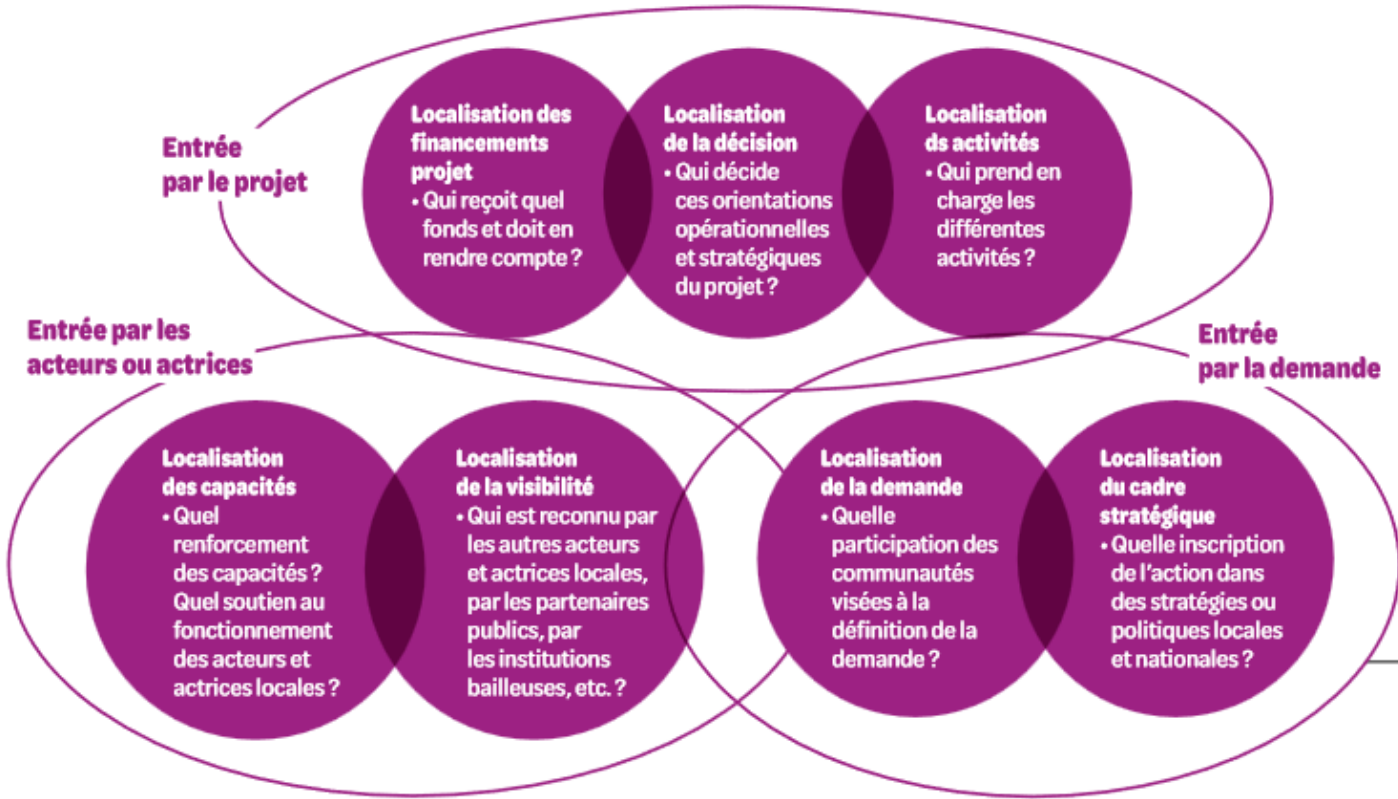 Entrée
par le projet
Localisation des
financements
projet
• Qui reçoit quel
fonds et doit en
rendre compte ?
Localisation
de la décision
• Qui décide
ces orientations
opérationnelles
et stratégiques
du projet ?
Localisation
ds activités
• Qui prend en
charge les
différentes
activités ?
Entrée par les
acteurs ou actrices
Localisation
des capacités
• Quel
renforcement
des capacités ?
Quel soutien au
fonctionnement
des acteurs et
actrices locales ?
Localisation
de la visibilité
• Qui est reconnu par
les autres acteurs
et actrices locales,
par les partenaires
publics, par
les institutions
bailleuses, etc. ?
Entrée
par la demande
Localisation
de la demande
• Quelle
participation des
communautés
visées à la
définition de la
demande ?
Localisation
du cadre
stratégique
• Quelle inscription
de l'action dans
des stratégies ou
politiques locales
et nationales ?